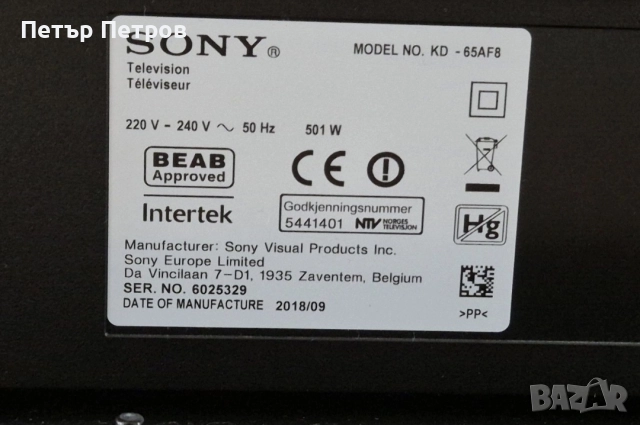 Петър Петров
SONY®
MODEL NO. KD - 65AF8
Television
Téléviseur
220 V - 240 V ~ 50 Hz 501 W
BEAB
Approved
CE
Intertek
Godkjenningsnummer
5441401 NTV NORGES TELEVISJON
Hg
Manufacturer: Sony Visual Products Inc.
Sony Europe Limited
Da Vincilaan 7-D1, 1935 Zaventem, Belgium
SER. NO. 6025329
DATE OF MANUFACTURE 2018/09
>PP<
BAZAR